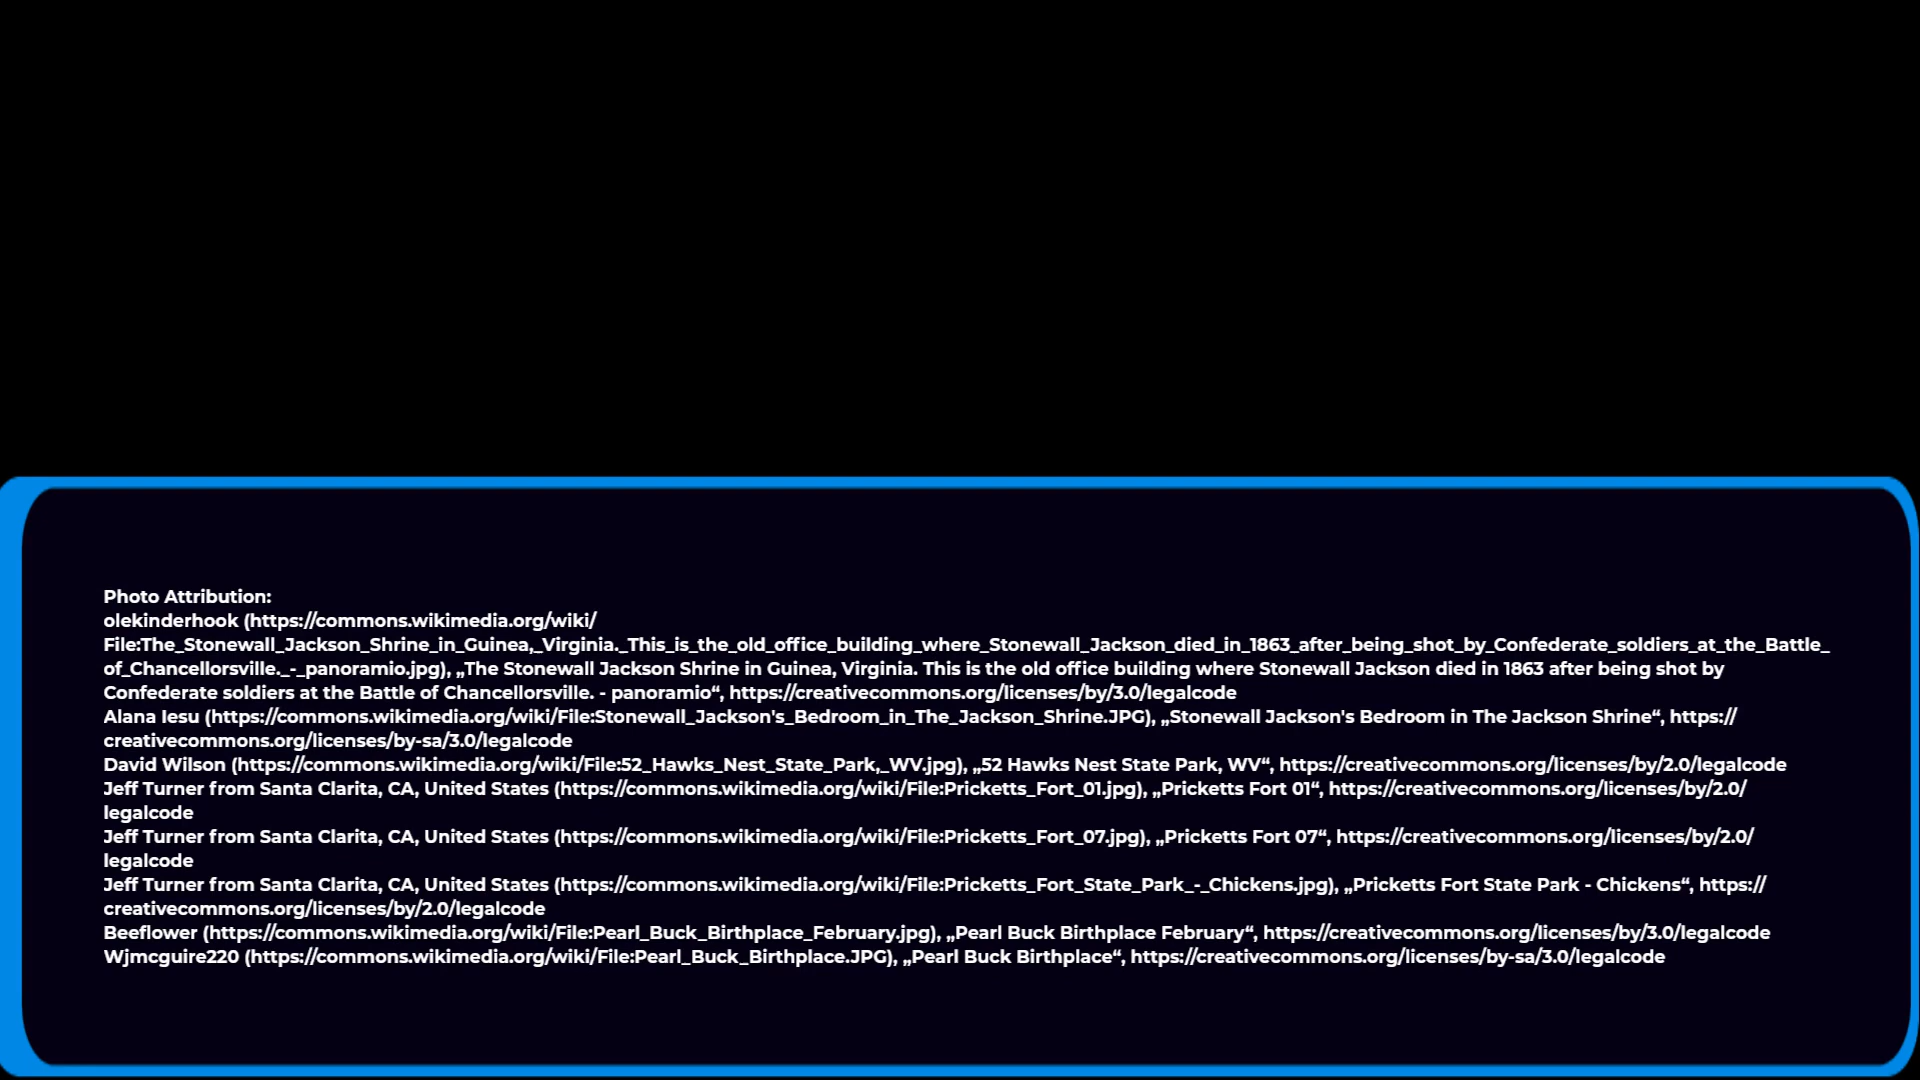 Photo Attribution:
olekinderhook (https://commons.wikimedia.org/wiki/
File:The_Stonewall_Jackson_Shrine_in_Guinea,_Virginia._This_is_the_old_office_building_where_Stonewall_Jackson_died_in_1863_after_being_shot_by_Confederate_soldiers_at_the_Battle_
of_Chancellorsville._-_panoramio.jpg), „The Stonewall Jackson Shrine in Guinea, Virginia. This is the old office building where Stonewall Jackson died in 1863 after being shot by
Confederate soldiers at the Battle of Chancellorsville. - panoramio“, https://creativecommons.org/licenses/by/3.0/legalcode
Alana Iesu (https://commons.wikimedia.org/wiki/File:Stonewall_Jackson's_Bedroom_in_The_Jackson_Shrine.JPG), „Stonewall Jackson's Bedroom in The Jackson Shrine“, https://
creativecommons.org/licenses/by-sa/3.0/legalcode
David Wilson (https://commons.wikimedia.org/wiki/File:52_Hawks_Nest_State_Park,_WV.jpg), „52 Hawks Nest State Park, WV“, https://creativecommons.org/licenses/by/2.0/legalcode
Jeff Turner from Santa Clarita, CA, United States (https://commons.wikimedia.org/wiki/File:Pricketts_Fort_01.jpg), „Pricketts Fort 01“, https://creativecommons.org/licenses/by/2.0/
legalcode
Jeff Turner from Santa Clarita, CA, United States (https://commons.wikimedia.org/wiki/File:Pricketts_Fort_07.jpg), „Pricketts Fort 07“, https://creativecommons.org/licenses/by/2.0/
legalcode
Jeff Turner from Santa Clarita, CA, United States (https://commons.wikimedia.org/wiki/File:Pricketts_Fort_State_Park_-_Chickens.jpg), „Pricketts Fort State Park - Chickens“, https://
creativecommons.org/licenses/by/2.0/legalcode
Beeflower (https://commons.wikimedia.org/wiki/File:Pearl_Buck_Birthplace_February.jpg), „Pearl Buck Birthplace February“, https://creativecommons.org/licenses/by/3.0/legalcode
Wjmcguire220 (https://commons.wikimedia.org/wiki/File:Pearl_Buck_Birthplace.JPG), „Pearl Buck Birthplace“, https://creativecommons.org/licenses/by-sa/3.0/legalcode